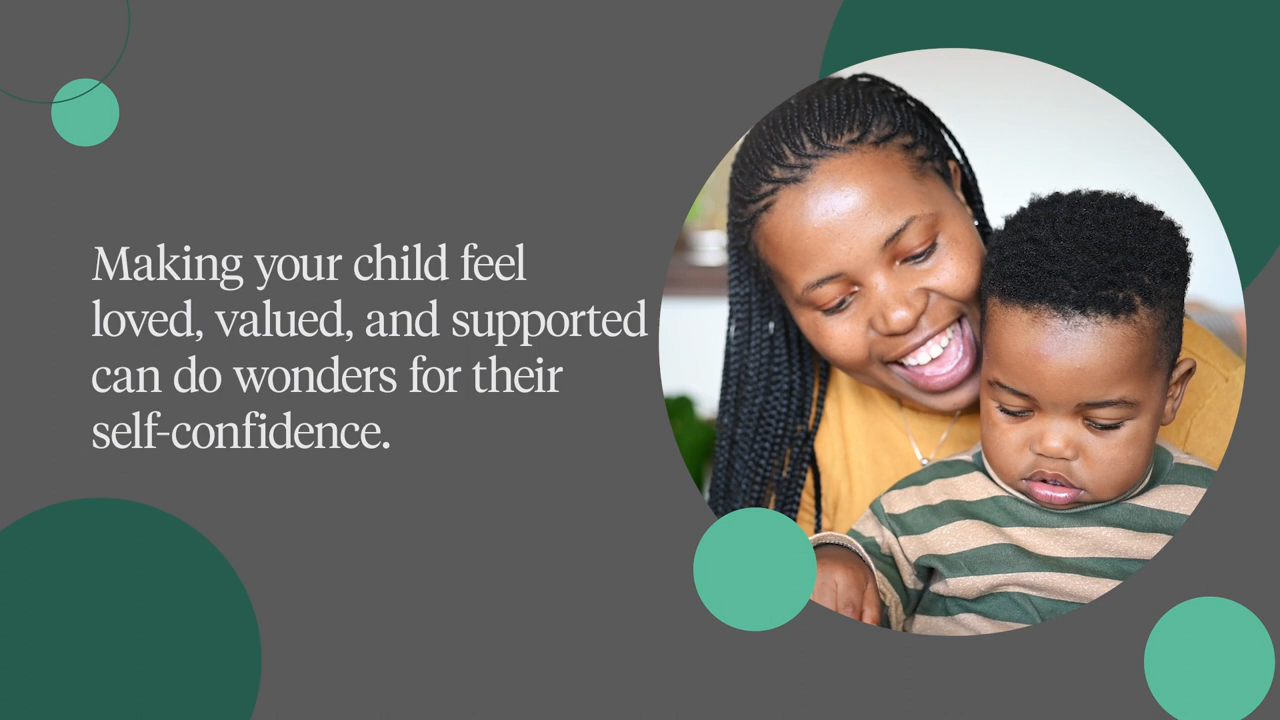 Making your child feel
loved, valued, and supported
can do wonders for their
self-confidence.